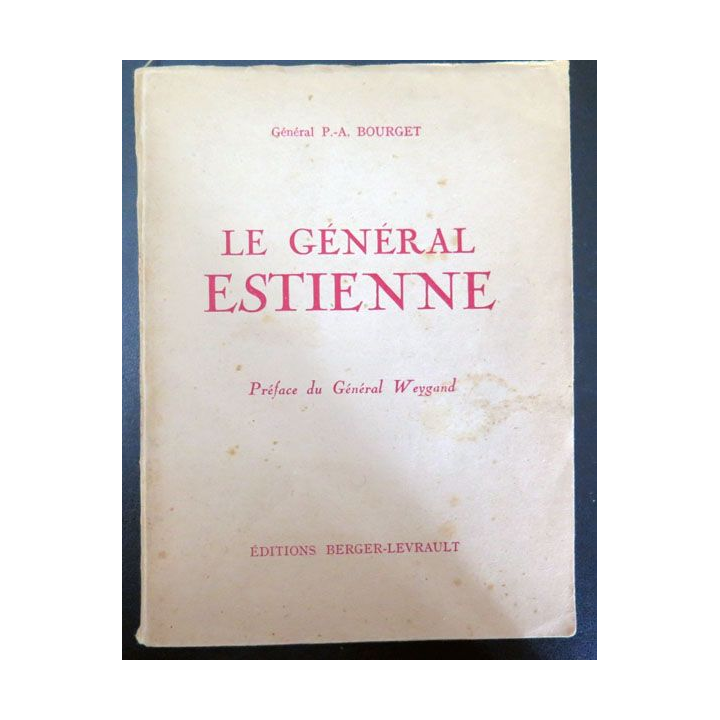 Général P.-A. BOURGET
LE GÉNÉRAL
ESTIENNE
Préface du Général Weygand
ÉDITIONS BERGER-LEVRAULT